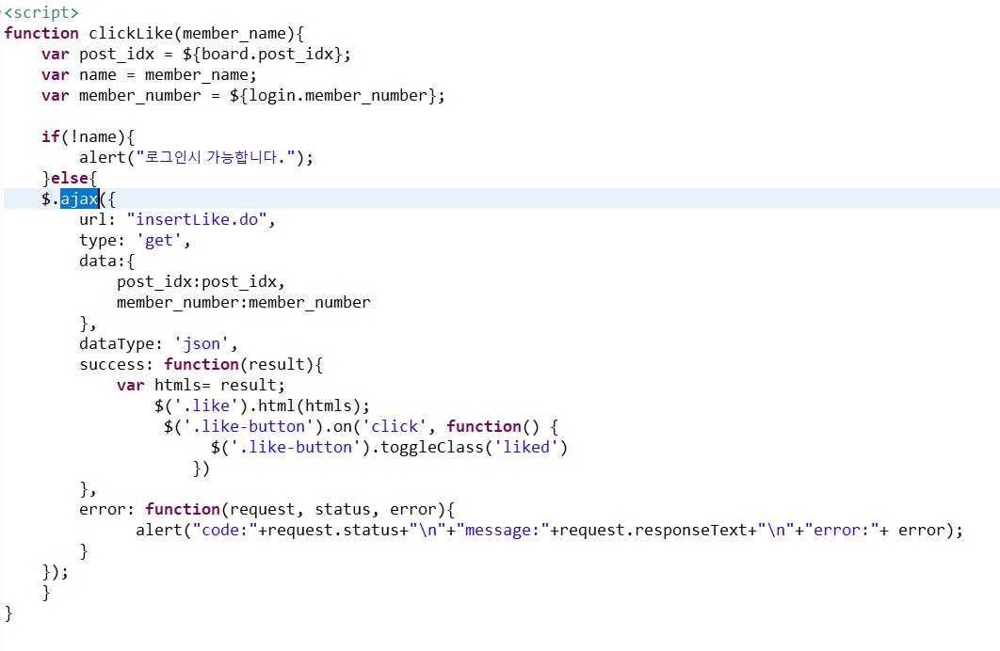 <script>
function clickLike(member_name){
    var post_idx = ${board.post_idx};
    var name = member_name;
    var member_number = ${login.member_number};

    if(!name){
        alert("로그인시 가능합니다.");
    }else{
    $.ajax({
        url: "insertLike.do",
        type: 'get',
        data:{
            post_idx:post_idx,
            member_number:member_number
        },
        dataType: 'json',
        success: function(result){
            var htmls= result;
                $('.like').html(htmls);
                 $('.like-button').on('click', function() {
                      $('.like-button').toggleClass('liked')
                    })
        },
        error: function(request, status, error){
              alert("code:"+request.status+"\n"+"message:"+request.responseText+"\n"+"error:"+ error);
        }
    });
    }
}